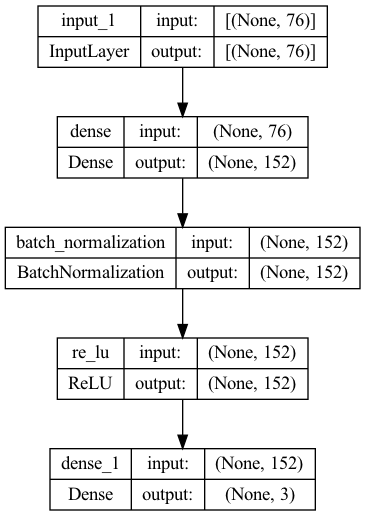 input_1 input: [(None, 76)]
InputLayer output: [(None, 76)]
dense input: (None, 76)
Dense output: (None, 152)
batch_normalization input: (None, 152)
BatchNormalization output: (None, 152)
re_lu input: (None, 152)
ReLU output: (None, 152)
dense_1 input: (None, 152)
Dense output: (None, 3)